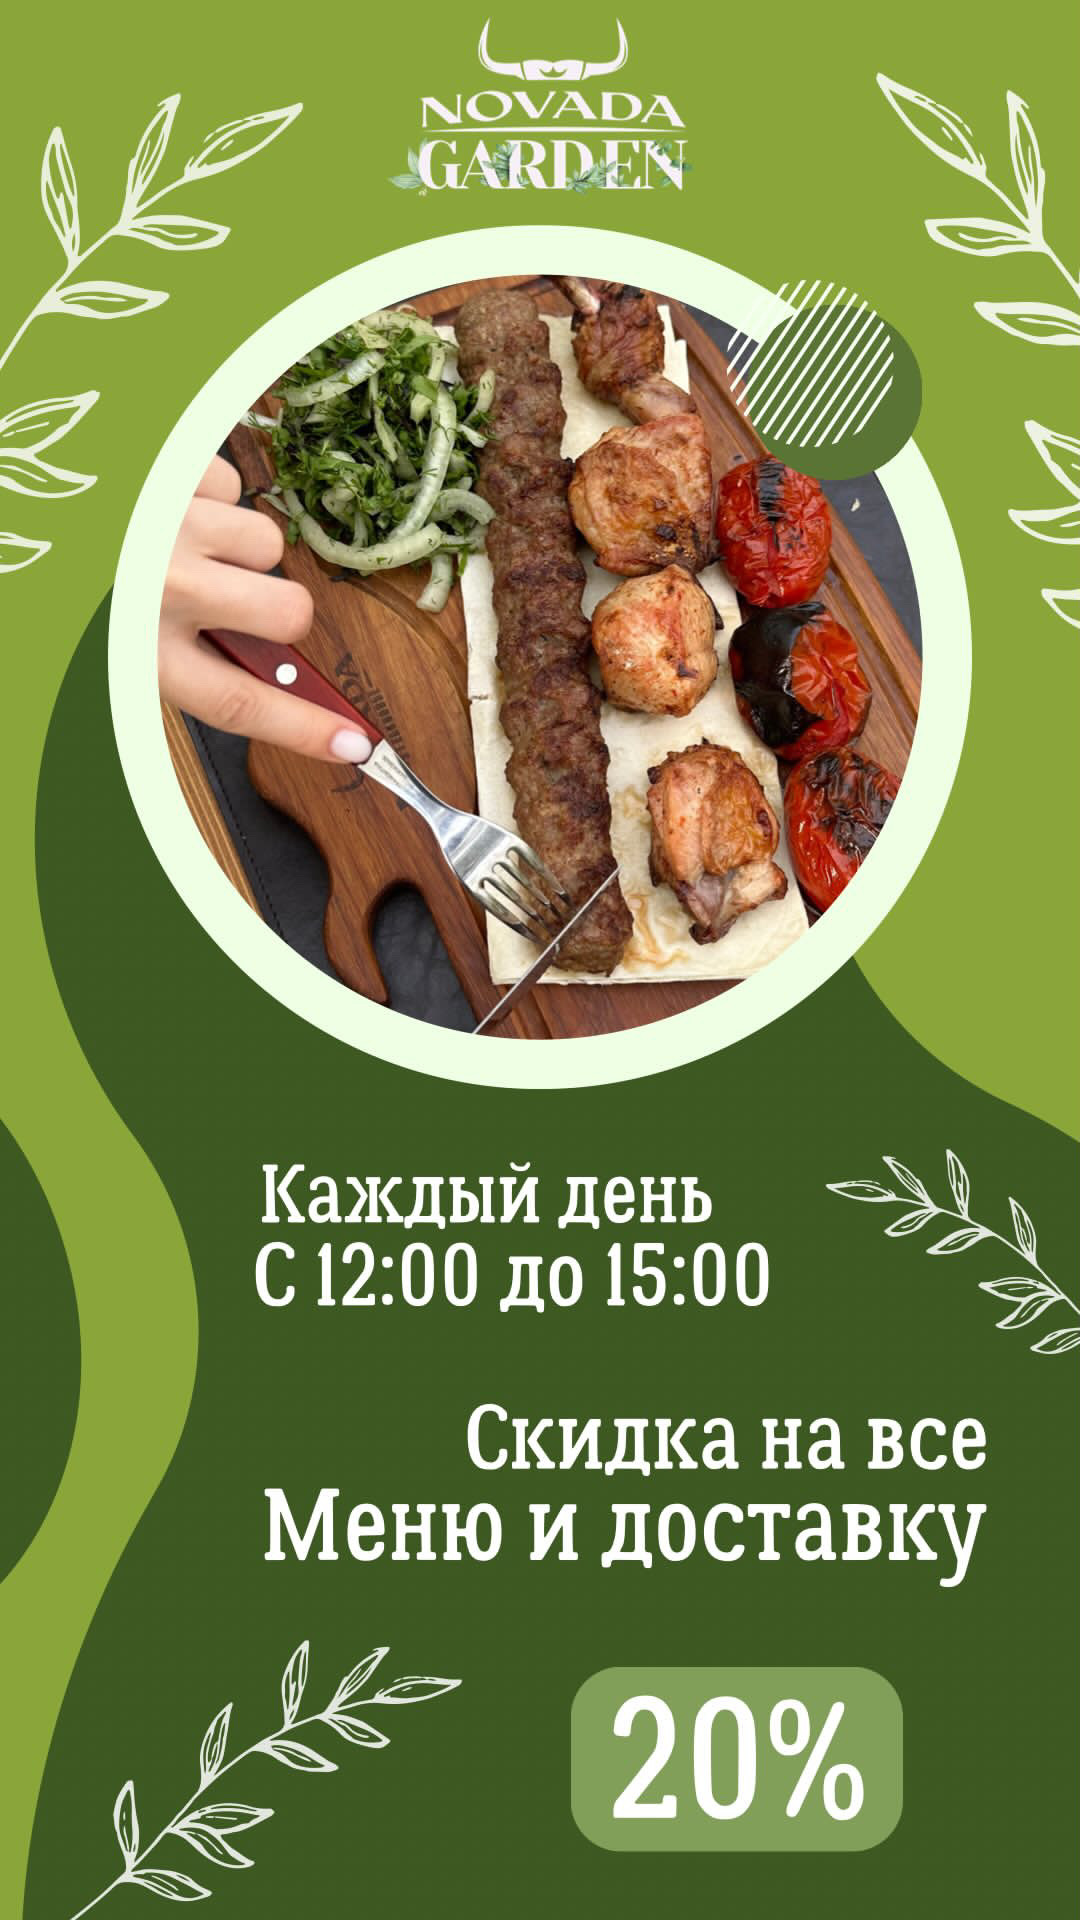 NOVADA
GARDEN
Каждый день
С 12:00 до 15:00
Скидка на все
Меню и доставку
20%